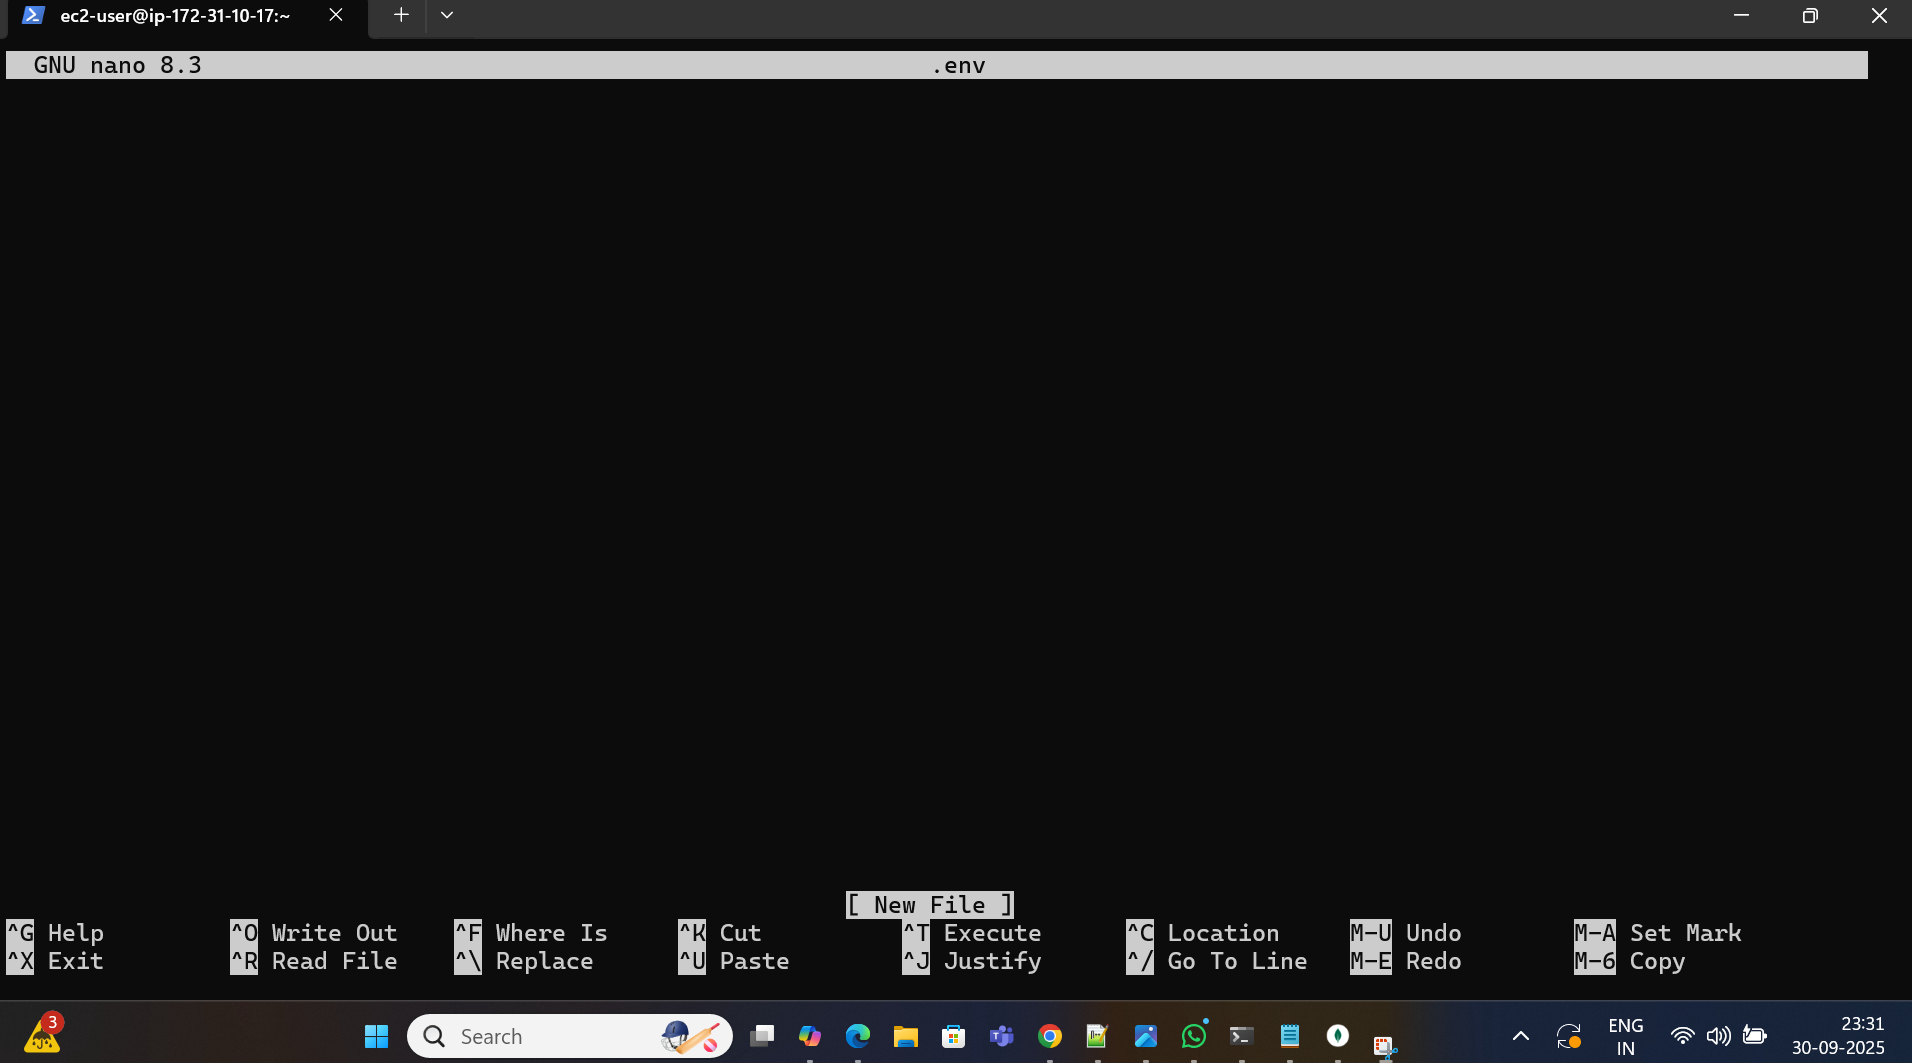 ec2-user@ip-172-31-10-17:~
GNU nano 8.3 .env
[ New File ]
^G Help ^O Write Out ^F Where Is ^K Cut ^T Execute ^C Location M-U Undo M-A Set Mark
^X Exit ^R Read File ^\ Replace ^U Paste ^J Justify ^/ Go To Line M-E Redo M-6 Copy
3
Search
ENG
IN
23:31
30-09-2025